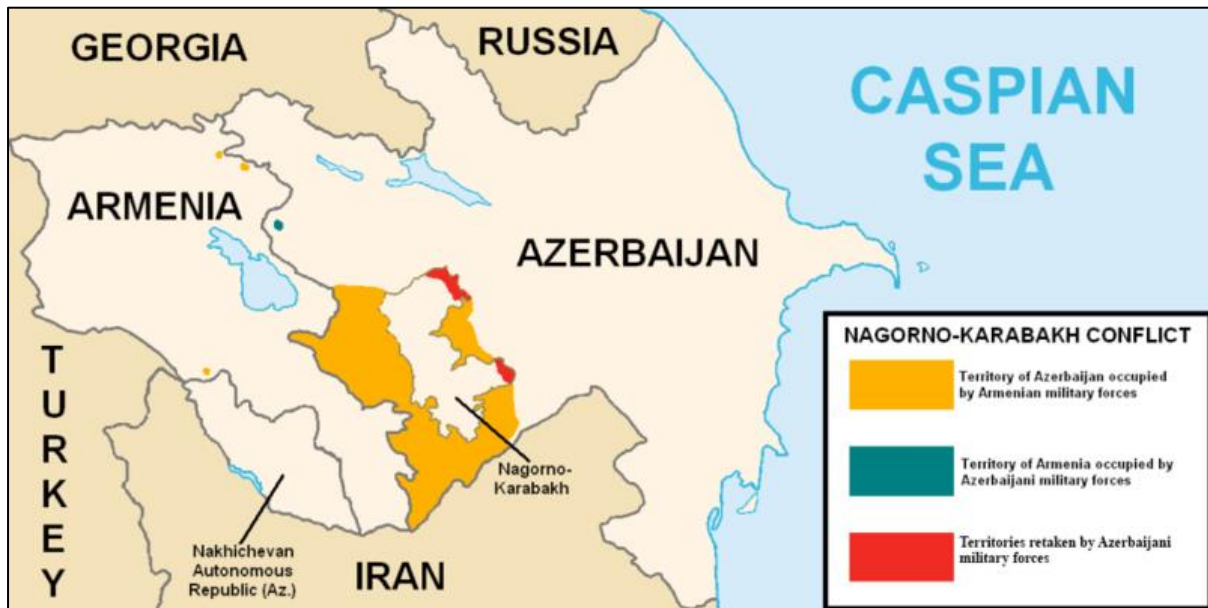 GEORGIA
RUSSIA
CASPIAN
SEA
ARMENIA
AZERBAIJAN
TURKEY
Nagorno-
Karabakh
Nakhichevan
Autonomous
Republic (Az.)
IRAN
NAGORNO-KARABAKH CONFLICT
Territory of Azerbaijan occupied
by Armenian military forces
Territory of Armenia occupied by
Azerbaijani military forces
Territories retaken by Azerbaijani
military forces